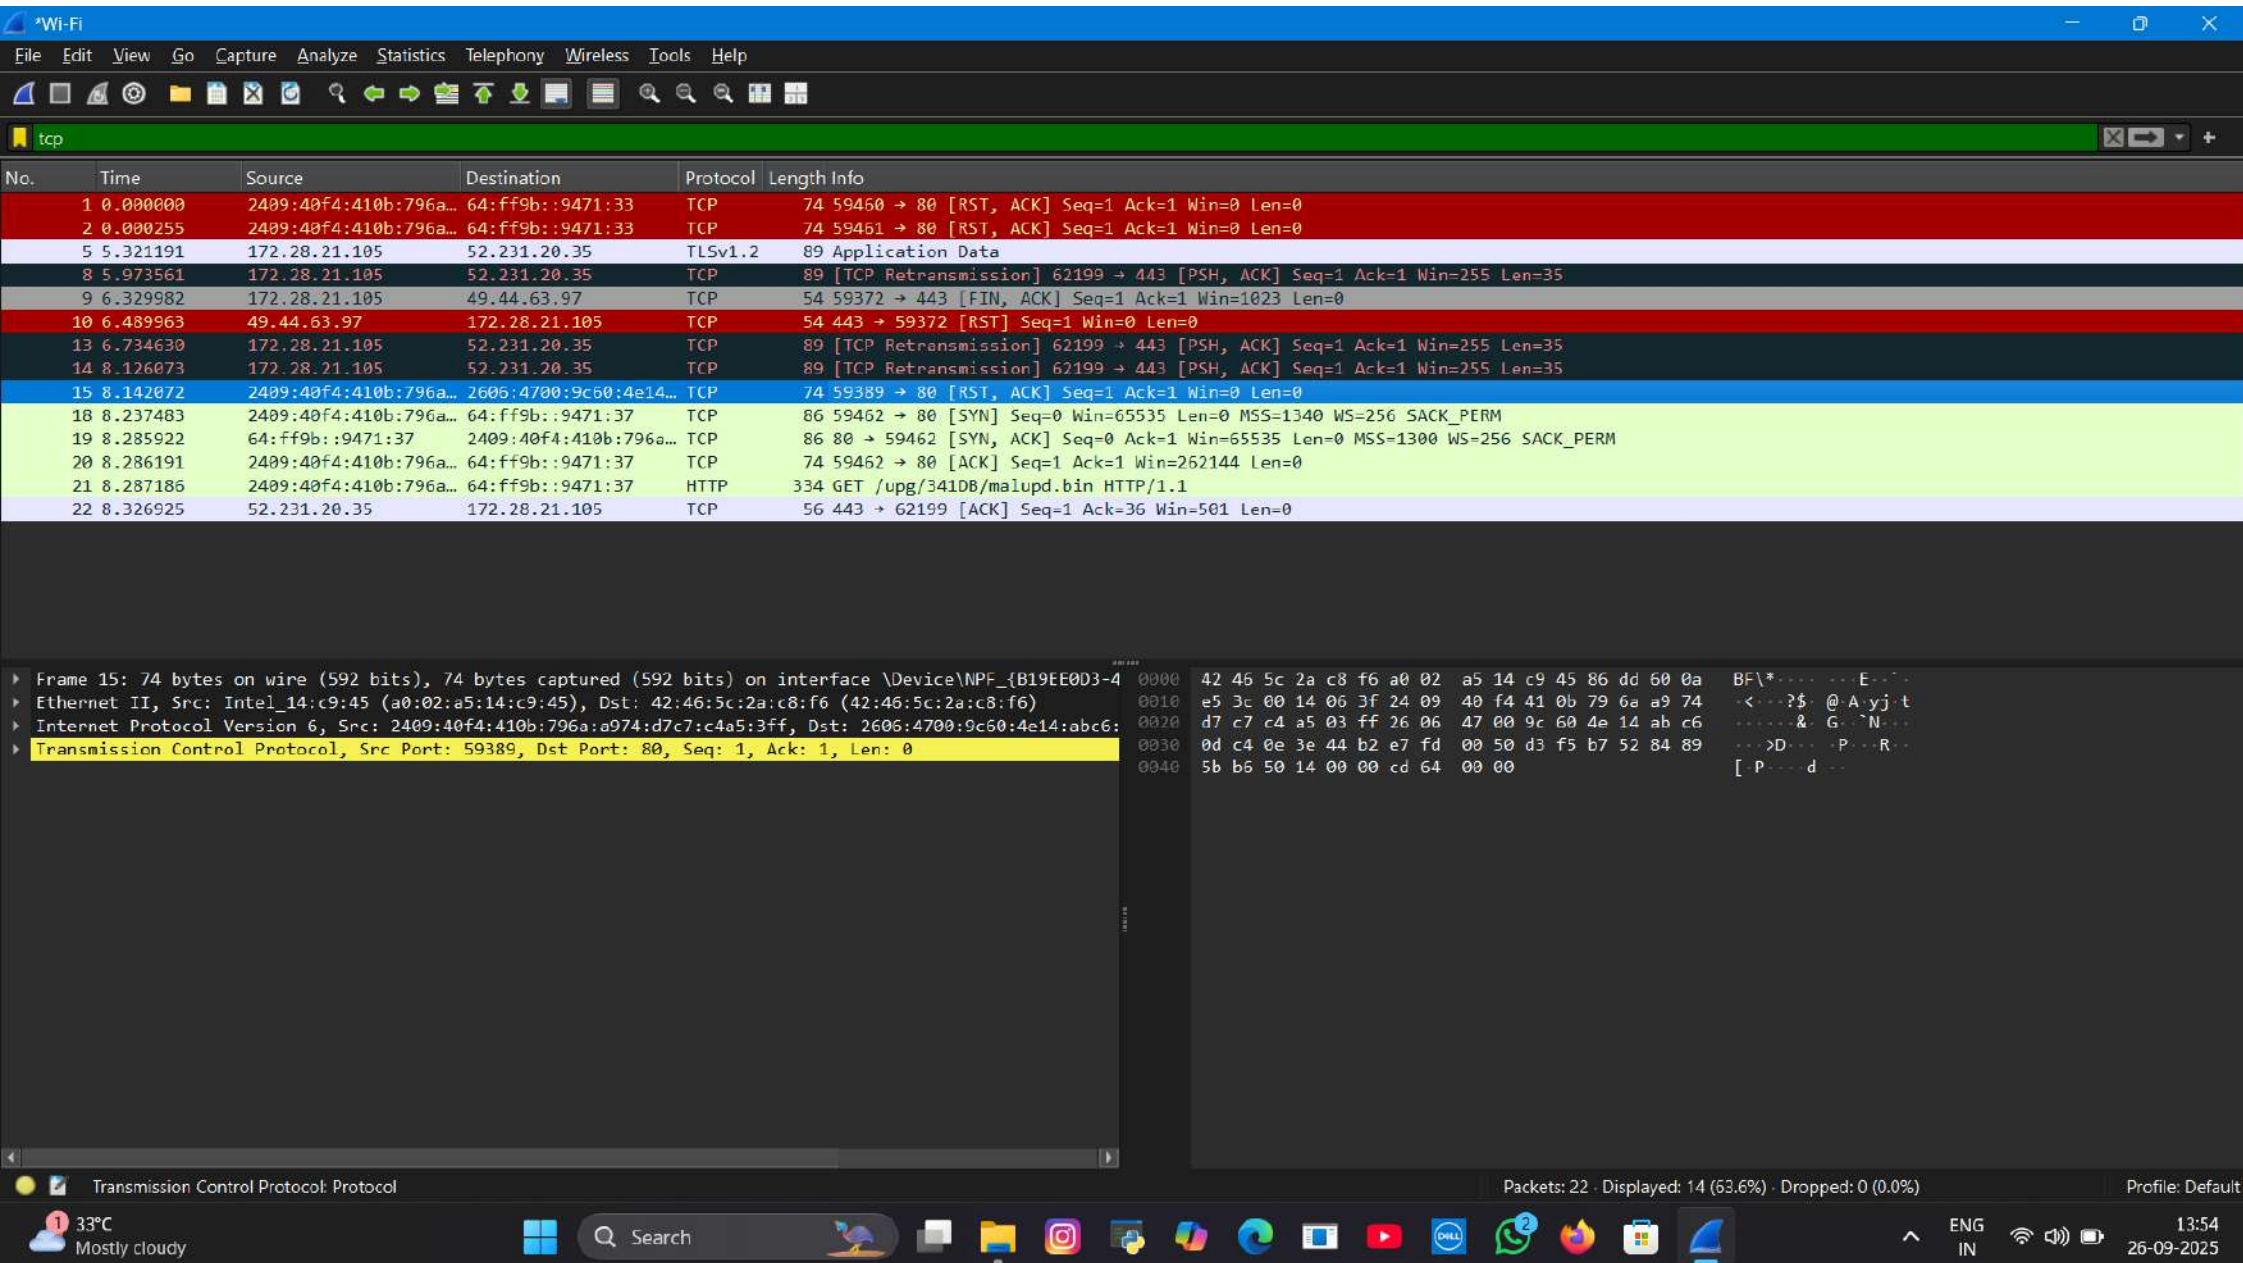 *Wi-Fi
File Edit View Go Capture Analyze Statistics Telephony Wireless Tools Help
tcp
No. Time Source Destination Protocol Length Info
1 0.000000 2409:40f4:410b:796a… 64:ff9b::9471:33 TCP 74 59460 → 80 [RST, ACK] Seq=1 Ack=1 Win=0 Len=0
2 0.000255 2409:40f4:410b:796a… 64:ff9b::9471:33 TCP 74 59461 → 80 [RST, ACK] Seq=1 Ack=1 Win=0 Len=0
5 5.321191 172.28.21.105 52.231.20.35 TLSv1.2 89 Application Data
8 5.973561 172.28.21.105 52.231.20.35 TCP 89 [TCP Retransmission] 62199 → 443 [PSH, ACK] Seq=1 Ack=1 Win=255 Len=35
9 6.329982 172.28.21.105 49.44.63.97 TCP 54 59372 → 443 [FIN, ACK] Seq=1 Ack=1 Win=1023 Len=0
10 6.489963 49.44.63.97 172.28.21.105 TCP 54 443 → 59372 [RST] Seq=1 Win=0 Len=0
13 6.734630 172.28.21.105 52.231.20.35 TCP 89 [TCP Retransmission] 62199 → 443 [PSH, ACK] Seq=1 Ack=1 Win=255 Len=35
14 8.126073 172.28.21.105 52.231.20.35 TCP 89 [TCP Retransmission] 62199 → 443 [PSH, ACK] Seq=1 Ack=1 Win=255 Len=35
15 8.142072 2409:40f4:410b:796a… 2606:4700:9c60:4e14… TCP 74 59389 → 80 [RST, ACK] Seq=1 Ack=1 Win=0 Len=0
18 8.237483 2409:40f4:410b:796a… 64:ff9b::9471:37 TCP 86 59462 → 80 [SYN] Seq=0 Win=65535 Len=0 MSS=1340 WS=256 SACK_PERM
19 8.285922 64:ff9b::9471:37 2409:40f4:410b:796a… TCP 86 80 → 59462 [SYN, ACK] Seq=0 Ack=1 Win=65535 Len=0 MSS=1300 WS=256 SACK_PERM
20 8.286191 2409:40f4:410b:796a… 64:ff9b::9471:37 TCP 74 59462 → 80 [ACK] Seq=1 Ack=1 Win=262144 Len=0
21 8.287186 2409:40f4:410b:796a… 64:ff9b::9471:37 HTTP 334 GET /upg/341DB/malupd.bin HTTP/1.1
22 8.326925 52.231.20.35 172.28.21.105 TCP 56 443 → 62199 [ACK] Seq=1 Ack=36 Win=501 Len=0
Frame 15: 74 bytes on wire (592 bits), 74 bytes captured (592 bits) on interface \Device\NPF_{B19EE0D3-4
Ethernet II, Src: Intel_14:c9:45 (a0:02:a5:14:c9:45), Dst: 42:46:5c:2a:c8:f6 (42:46:5c:2a:c8:f6)
Internet Protocol Version 6, Src: 2409:40f4:410b:796a:a974:d7c7:c4a5:3ff, Dst: 2606:4700:9c60:4e14:abc6:
Transmission Control Protocol, Src Port: 59389, Dst Port: 80, Seq: 1, Ack: 1, Len: 0
0000 42 46 5c 2a c8 f6 a0 02 a5 14 c9 45 86 dd 60 0a BF\*···· ···E··`·
0010 e5 3c 00 14 06 3f 24 09 40 f4 41 0b 79 6a a9 74 ·<···?$· @·A·yj·t
0020 d7 c7 c4 a5 03 ff 26 06 47 00 9c 60 4e 14 ab c6 ······&· G··`N···
0030 0d c4 0e 3e 44 b2 e7 fd 00 50 d3 f5 b7 52 84 89 ···>D··· ·P···R··
0040 5b b6 50 14 00 00 cd 64 00 00 [·P····d ··
Transmission Control Protocol: Protocol
Packets: 22 · Displayed: 14 (63.6%) · Dropped: 0 (0.0%)
Profile: Default
1
33°C
Mostly cloudy
Search
DELL
2
ENG
IN
13:54
26-09-2025